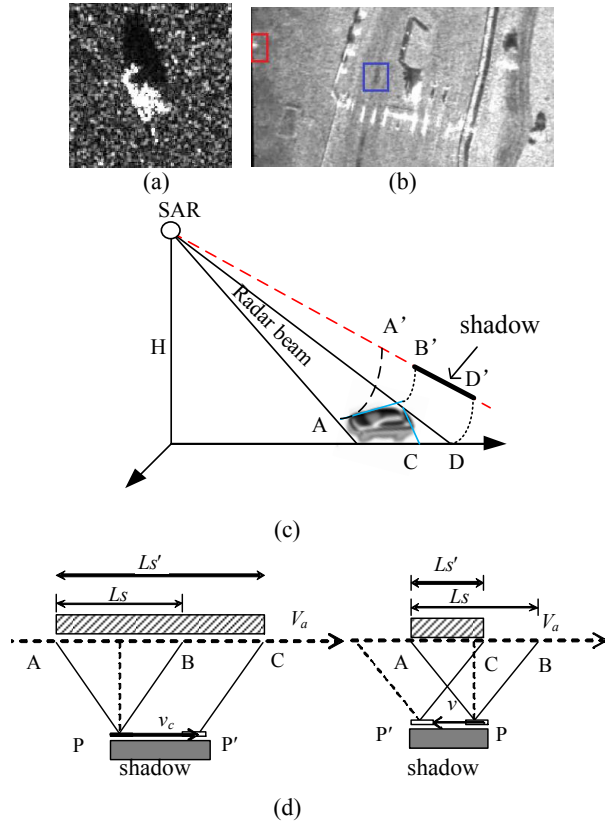 (a) (b)
SAR
Radar beam
H
A’
B’
shadow
D’
A
C D
(c)
Ls′ Ls′
Ls Ls
Va Va
A B C A C B
vc v
P P′ P′ P
shadow shadow
(d)